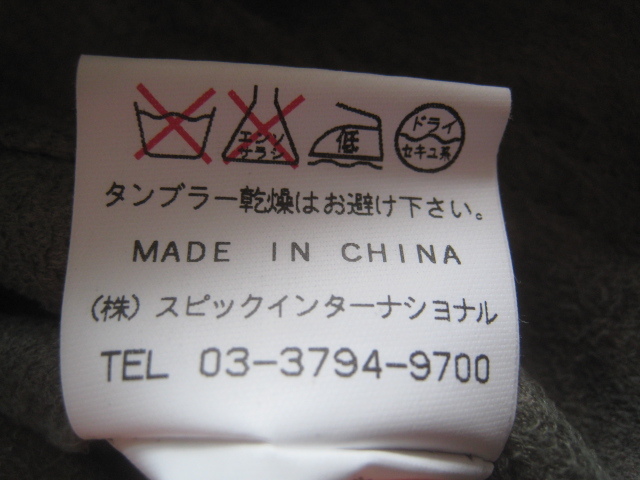 エンソ サラシ 低 ドライ セキユ系
タンブラー乾燥はお避け下さい。
MADE IN CHINA
(株) スピックインターナショナル
TEL 03-3794-9700